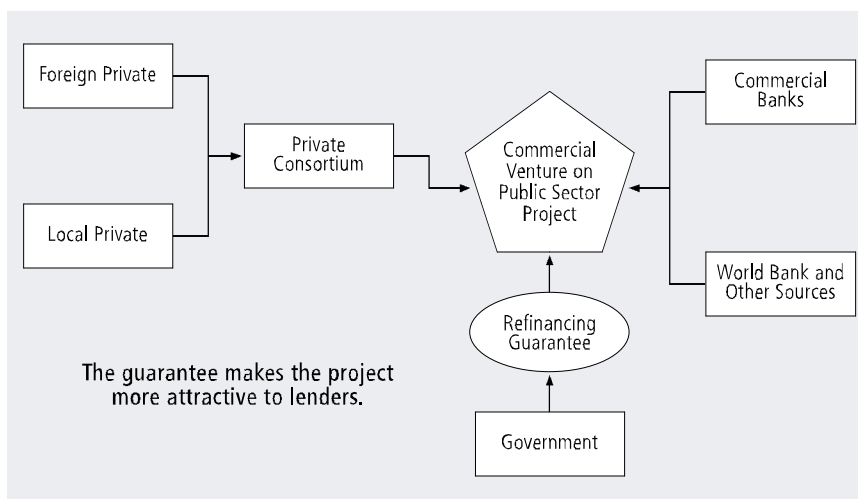 Foreign Private
Local Private
Private
Consortium
Commercial
Venture on
Public Sector
Project
Commercial
Banks
World Bank and
Other Sources
Refinancing
Guarantee
Government
The guarantee makes the project
more attractive to lenders.